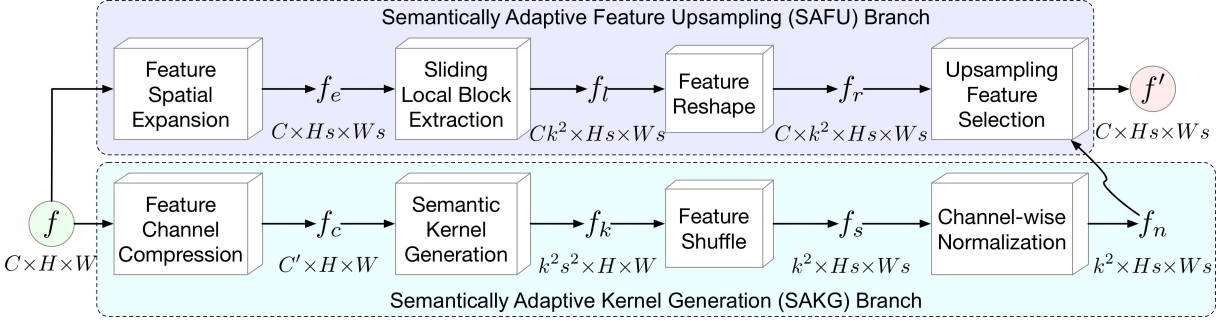 Semantically Adaptive Feature Upsampling (SAFU) Branch
Feature
Spatial
Expansion
f_e
C×Hs×Ws
Sliding
Local Block
Extraction
f_l
Ck²×Hs×Ws
Feature
Reshape
f_r
C×k²×Hs×Ws
Upsampling
Feature
Selection
f′
C×Hs×Ws
f
C×H×W
Feature
Channel
Compression
f_c
C′×H×W
Semantic
Kernel
Generation
f_k
k²s²×H×W
Feature
Shuffle
f_s
k²×Hs×Ws
Channel-wise
Normalization
f_n
k²×Hs×Ws
Semantically Adaptive Kernel Generation (SAKG) Branch